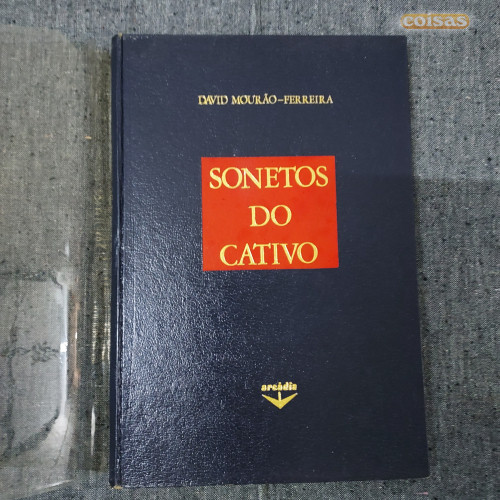 coisas
DAVID MOURÃO-FERREIRA
SONETOS
DO
CATIVO
arcádia